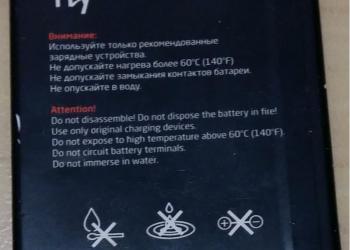 Fly
Внимание:
Используйте только рекомендованные
зарядные устройства.
Не допускайте нагрева более 60°C (140°F)
Не допускайте замыкания контактов батареи.
Не опускайте в воду.
Attention!
Do not disassemble! Do not dispose the battery in fire!
Use only original charging devices.
Do not expose to high temperature above 60°C (140°F).
Do not circuit battery terminals.
Do not immerse in water.